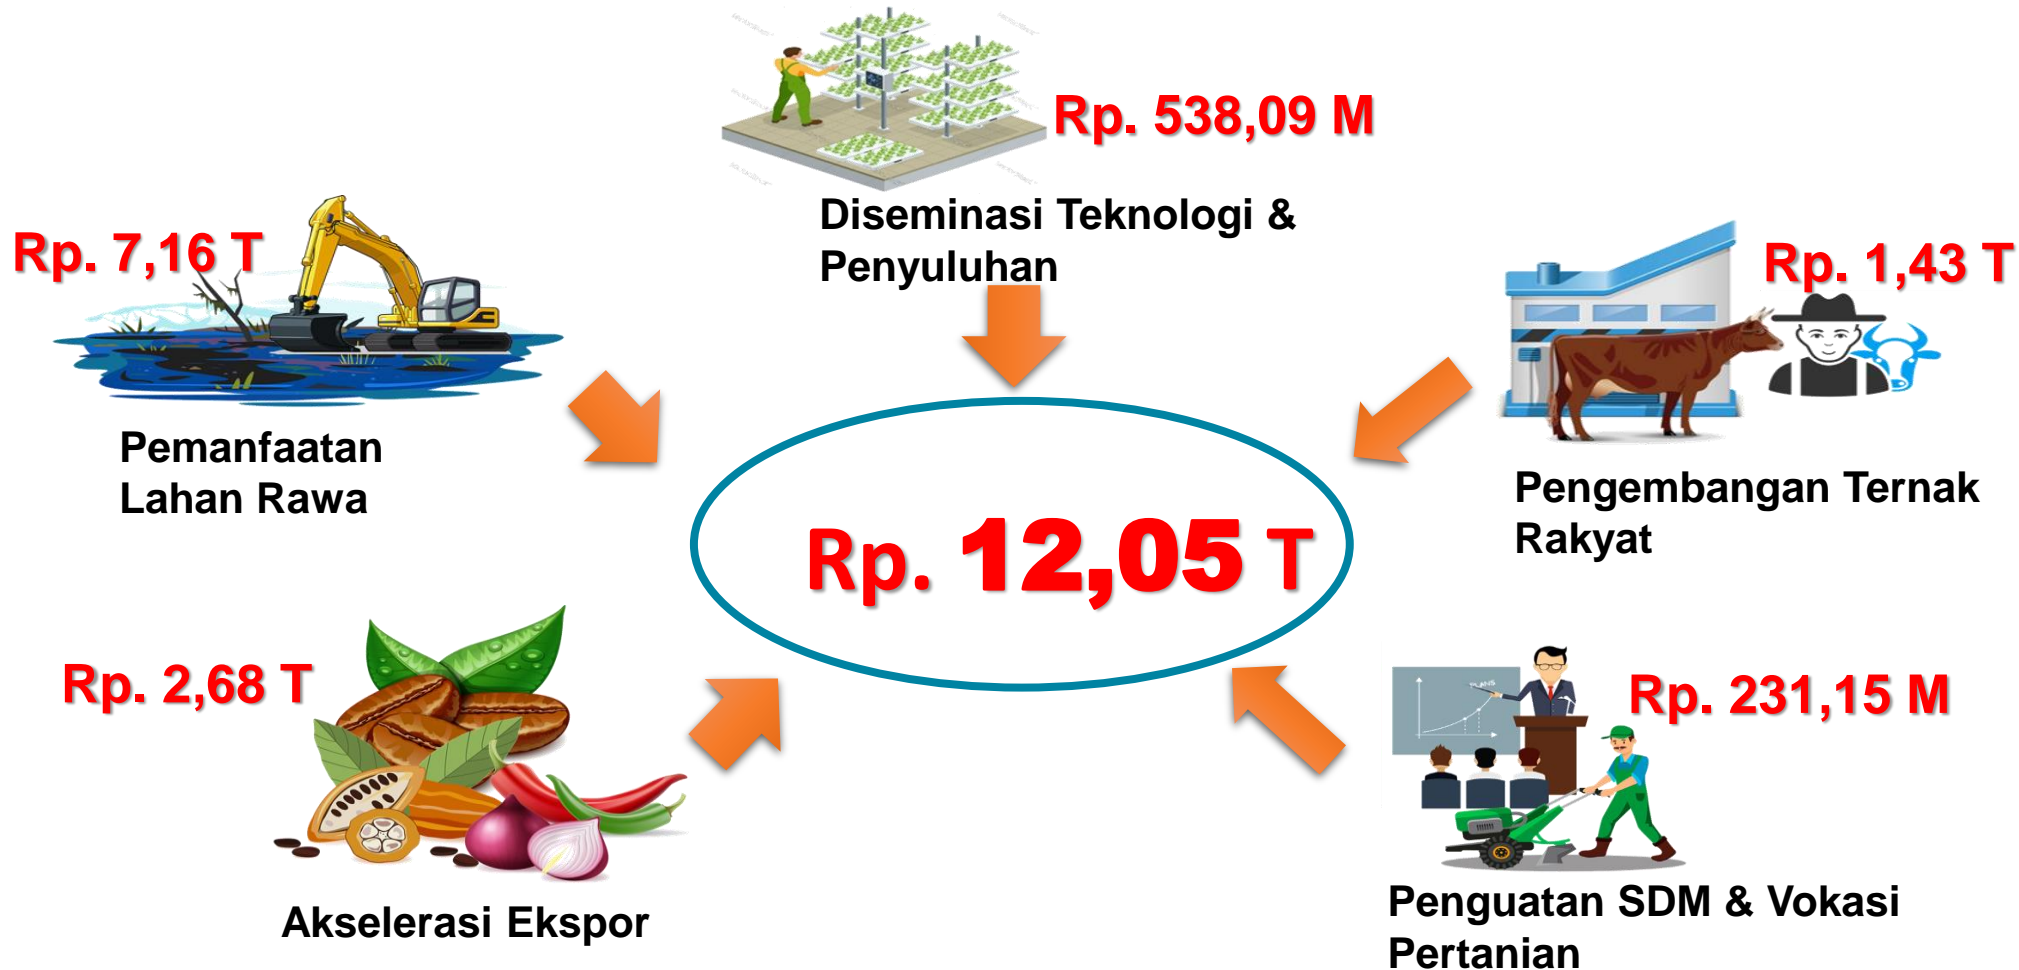 Rp. 538,09 M
Diseminasi Teknologi &
Penyuluhan
Rp. 7,16 T
Pemanfaatan
Lahan Rawa
Rp. 1,43 T
Pengembangan Ternak
Rakyat
Rp. 12,05 T
Rp. 2,68 T
Akselerasi Ekspor
PLANS
Rp. 231,15 M
Penguatan SDM & Vokasi
Pertanian